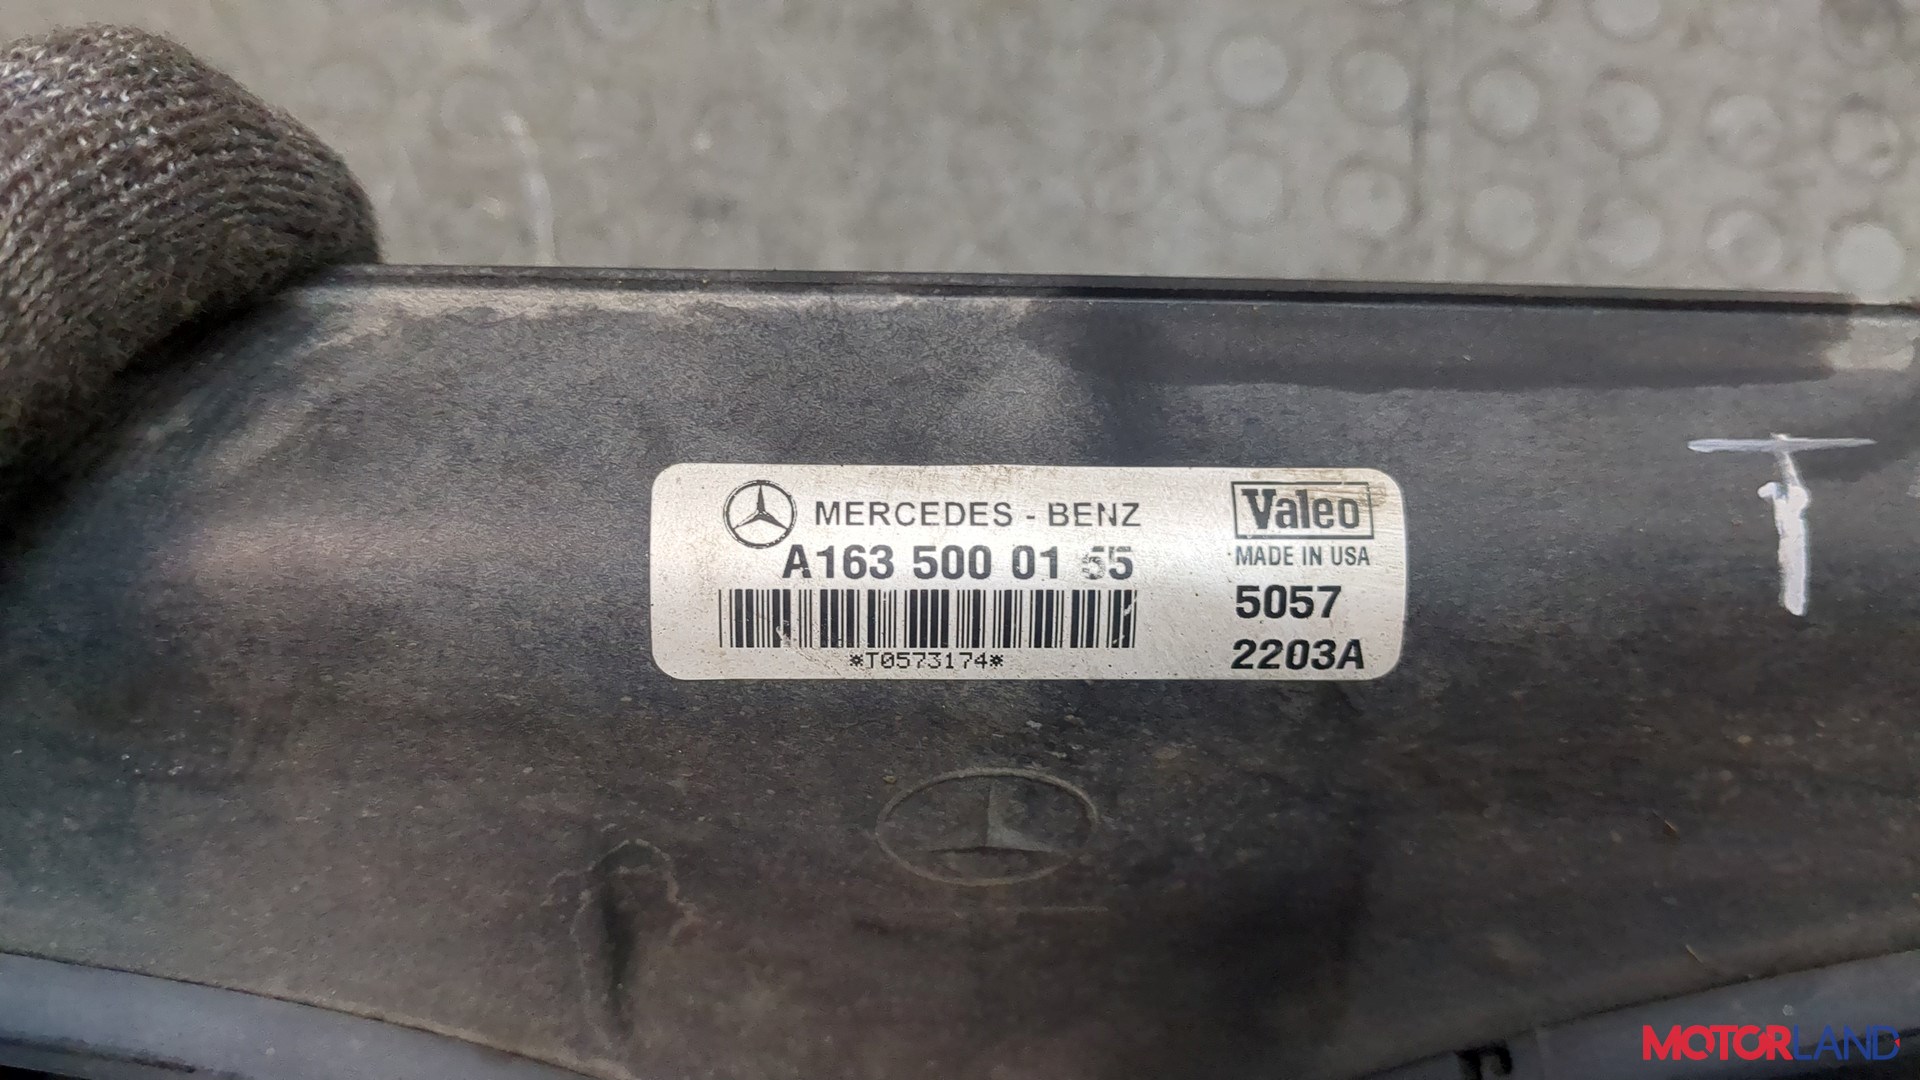 MERCEDES - BENZ
A163 500 01 55
*T0573174*
Valeo
MADE IN USA
5057
2203A
T
MOTORLAND